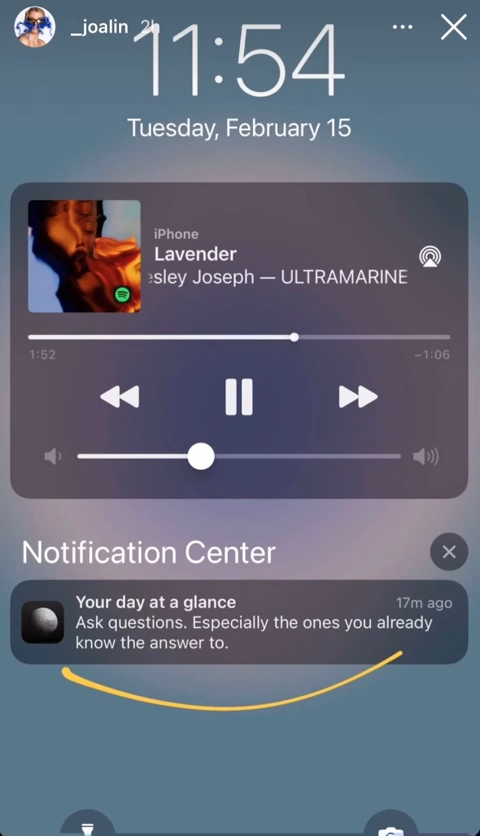 _joalin 2h
11:54
Tuesday, February 15
iPhone
Lavender
sley Joseph — ULTRAMARINE
1:52
−1:06
Notification Center
Your day at a glance
17m ago
Ask questions. Especially the ones you already
know the answer to.